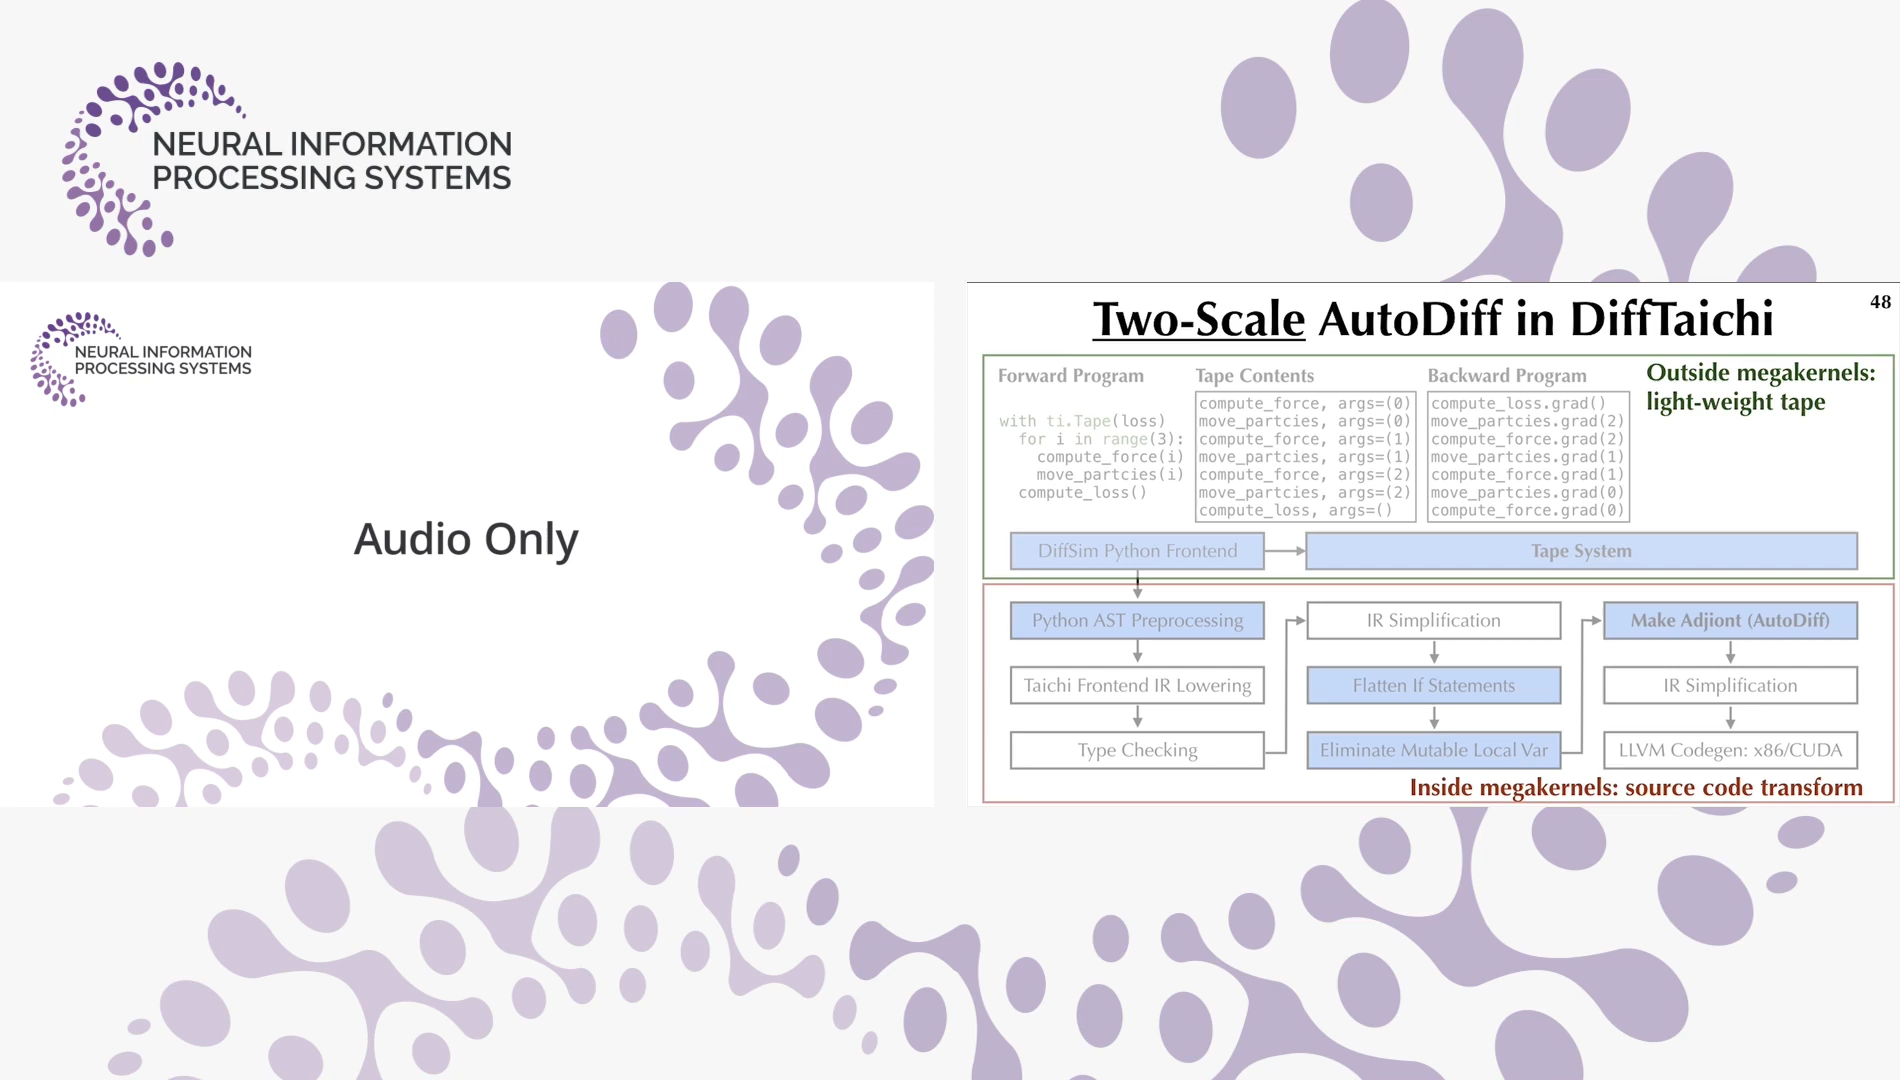 NEURAL INFORMATION
PROCESSING SYSTEMS
NEURAL INFORMATION
PROCESSING SYSTEMS
Audio Only
48
Two-Scale AutoDiff in DiffTaichi
Outside megakernels:
light-weight tape
Forward Program
with ti.Tape(loss)
for i in range(3):
compute_force(i)
move_partcies(i)
compute_loss()
Tape Contents
compute_force, args=(0)
move_partcies, args=(0)
compute_force, args=(1)
move_partcies, args=(1)
compute_force, args=(2)
move_partcies, args=(2)
compute_loss, args=()
Backward Program
compute_loss.grad()
move_partcies.grad(2)
compute_force.grad(2)
move_partcies.grad(1)
compute_force.grad(1)
move_partcies.grad(0)
compute_force.grad(0)
DiffSim Python Frontend
Tape System
Python AST Preprocessing
Taichi Frontend IR Lowering
Type Checking
IR Simplification
Flatten If Statements
Eliminate Mutable Local Var
Make Adjiont (AutoDiff)
IR Simplification
LLVM Codegen: x86/CUDA
Inside megakernels: source code transform